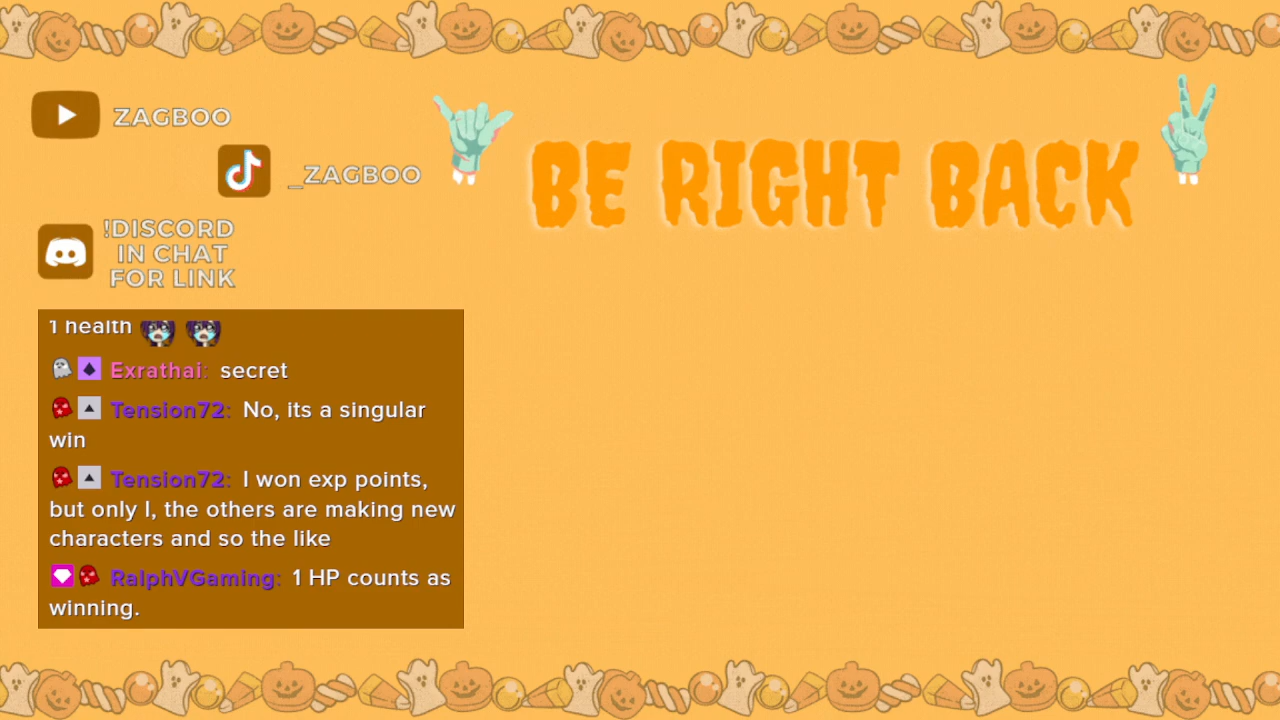 ZAGBOO
_ZAGBOO
!DISCORD
IN CHAT
FOR LINK
BE RIGHT BACK
1 health
Exrathai: secret
Tension72: No, its a singular
win
Tension72: I won exp points,
but only I, the others are making new
characters and so the like
RalphVGaming: 1 HP counts as
winning.